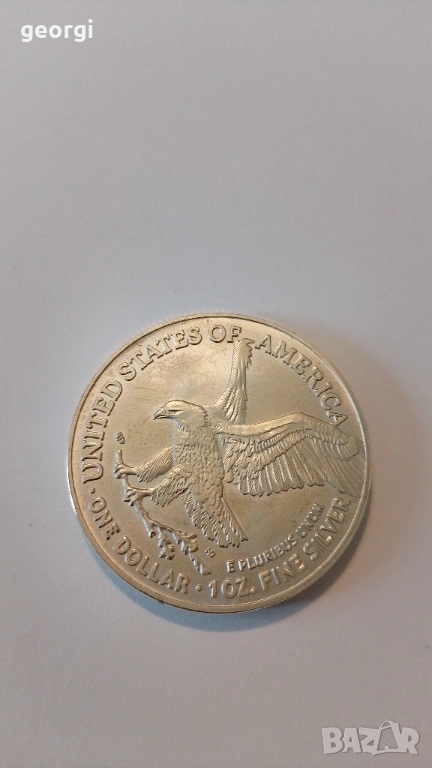 georgi
UNITED STATES OF AMERICA
E PLURIBUS UNUM
· ONE DOLLAR · 1 OZ. FINE SILVER
BAZAR